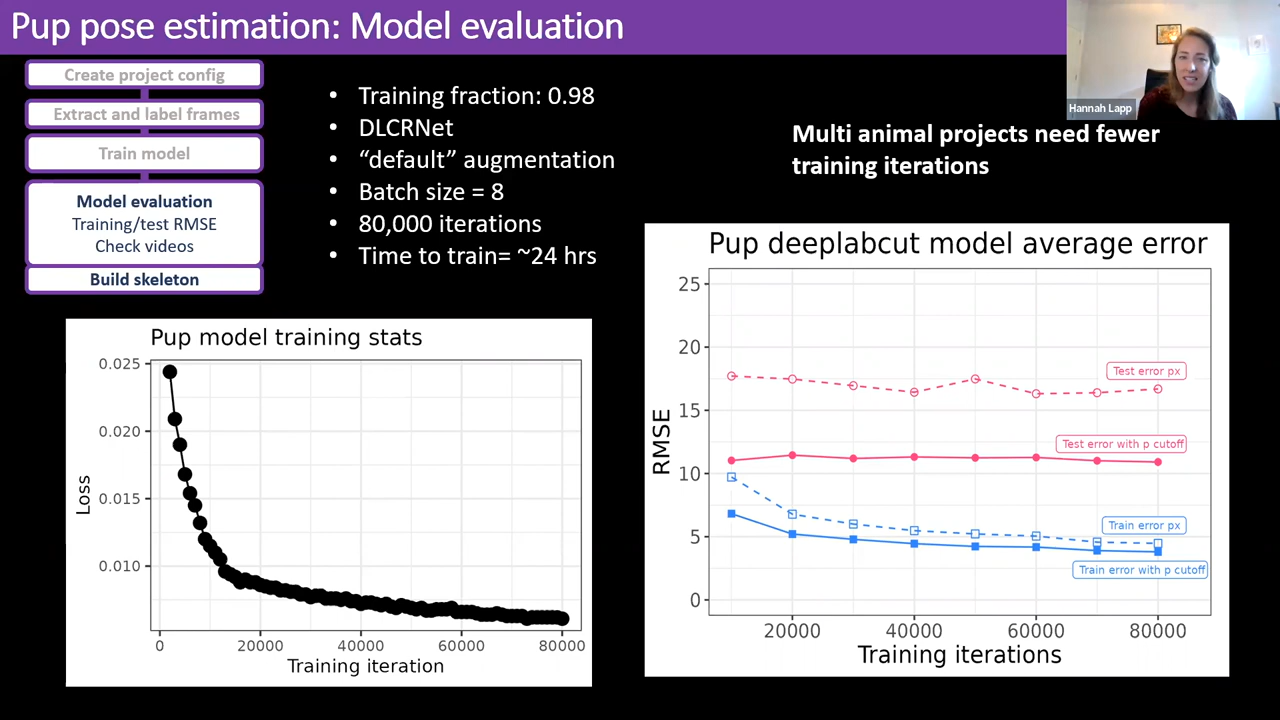 Pup pose estimation: Model evaluation
Hannah Lapp
Create project config
Extract and label frames
Train model
Model evaluation
Training/test RMSE
Check videos
Build skeleton
• Training fraction: 0.98
• DLCRNet
• “default” augmentation
• Batch size = 8
• 80,000 iterations
• Time to train= ~24 hrs
Multi animal projects need fewer
training iterations
Pup model training stats
0.025
0.020
0.015
0.010
Loss
0 20000 40000 60000 80000
Training iteration
Pup deeplabcut model average error
25
20
15
10
5
0
RMSE
Test error px
Test error with p cutoff
Train error px
Train error with p cutoff
20000 40000 60000 80000
Training iterations